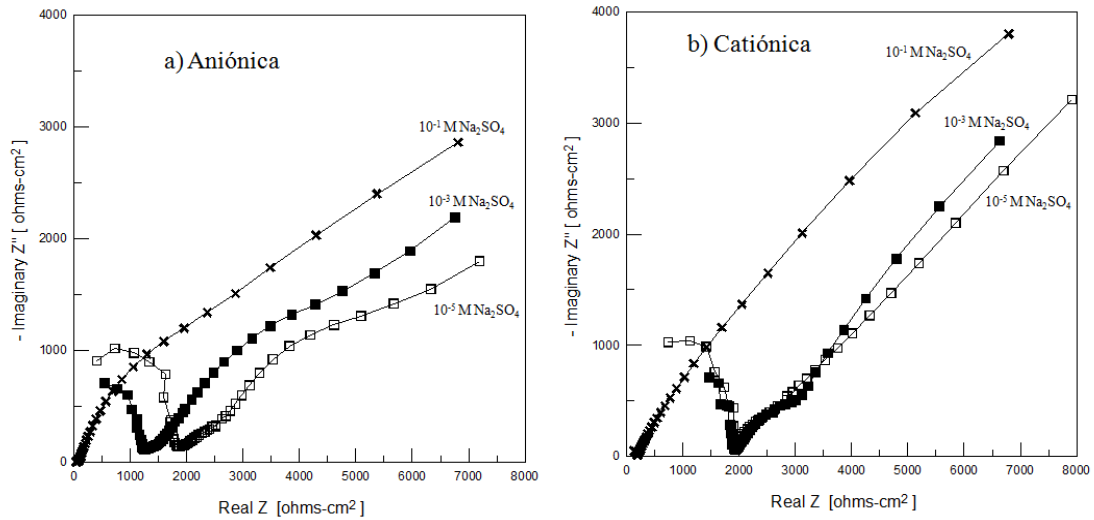 4000
3000
2000
1000
0
a) Aniónica
10⁻¹ M Na₂SO₄
10⁻³ M Na₂SO₄
10⁻⁵ M Na₂SO₄
- Imaginary Z" [ ohms-cm² ]
0 1000 2000 3000 4000 5000 6000 7000 8000
Real Z [ohms-cm²]
4000
3000
2000
1000
0
b) Catiónica
10⁻¹ M Na₂SO₄
10⁻³ M Na₂SO₄
10⁻⁵ M Na₂SO₄
- Imaginary Z" [ ohms-cm² ]
0 1000 2000 3000 4000 5000 6000 7000 8000
Real Z [ohms-cm²]